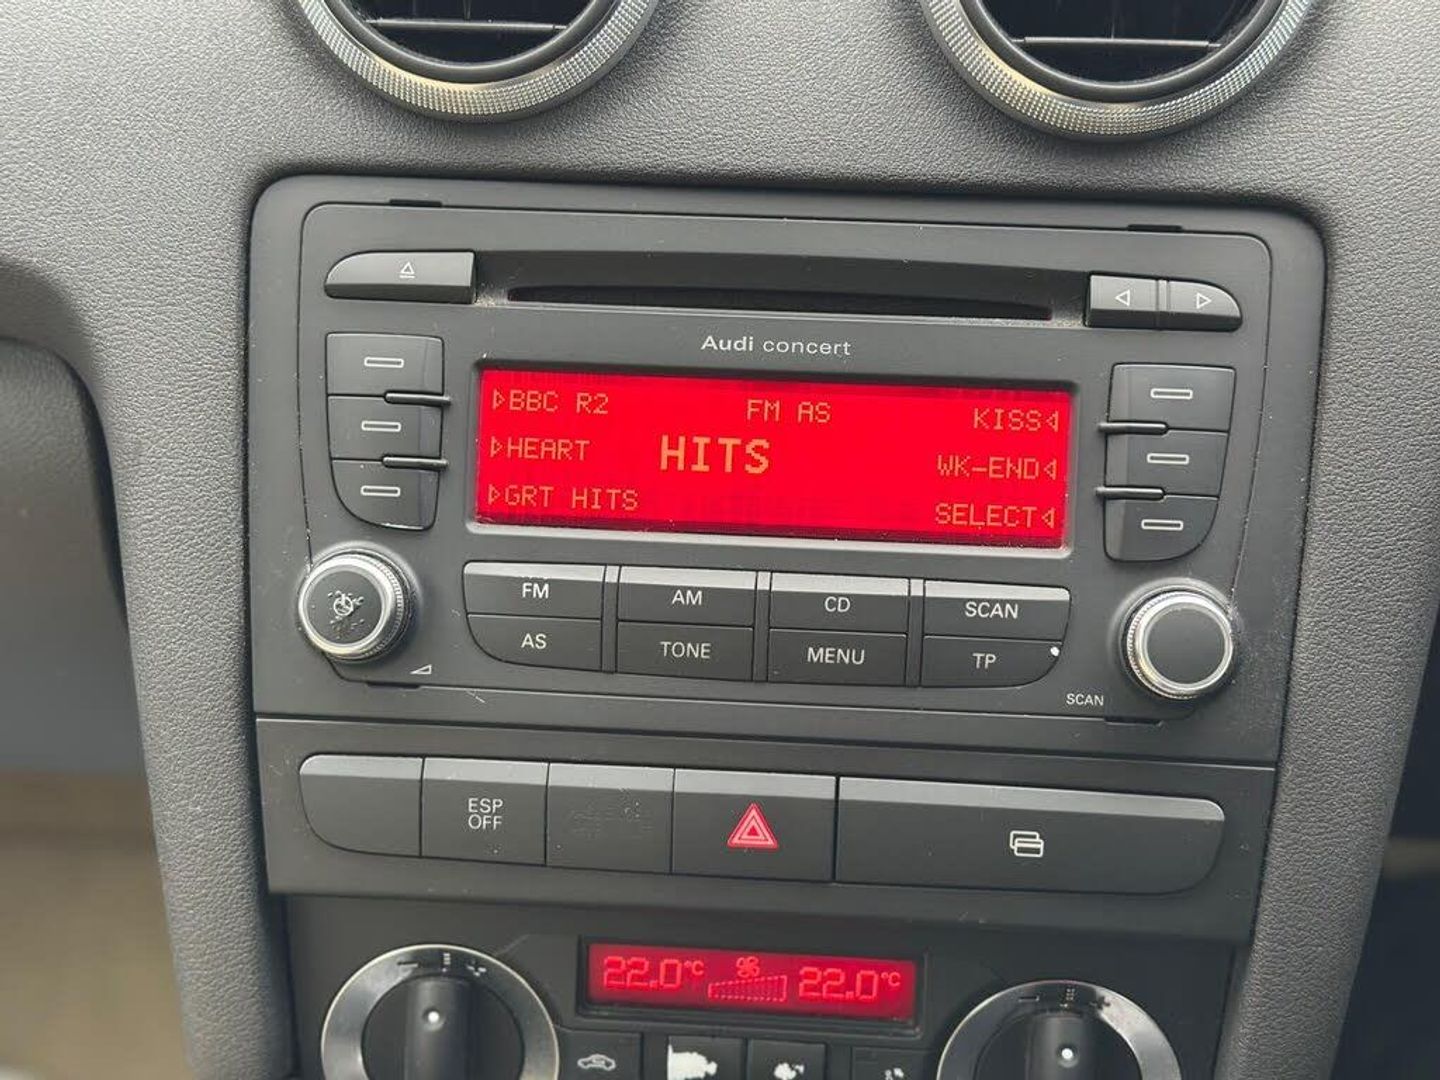 Audi concert
BBC R2 FM AS KISS
HEART HITS WK-END
GRT HITS SELECT
FM AM CD SCAN
AS TONE MENU TP
SCAN
ESP
OFF
22.0°C 22.0°C